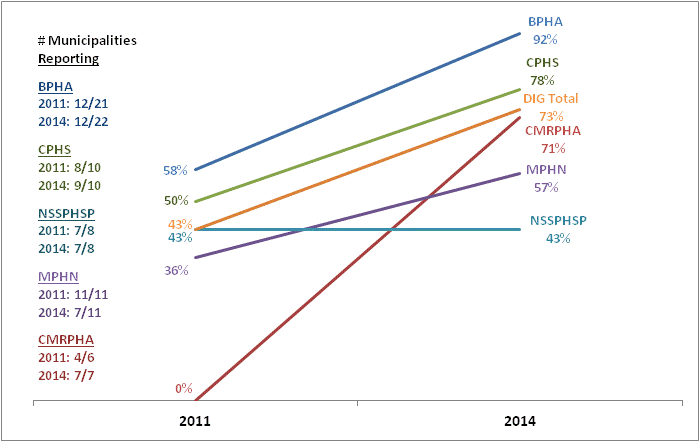 # Municipalities
Reporting
BPHA
2011: 12/21
2014: 12/22
CPHS
2011: 8/10
2014: 9/10
NSSPHSP
2011: 7/8
2014: 7/8
MPHN
2011: 11/11
2014: 7/11
CMRPHA
2011: 4/6
2014: 7/7
58%
50%
43%
43%
36%
0%
BPHA
92%
CPHS
78%
DIG Total
73%
CMRPHA
71%
MPHN
57%
NSSPHSP
43%
2011
2014